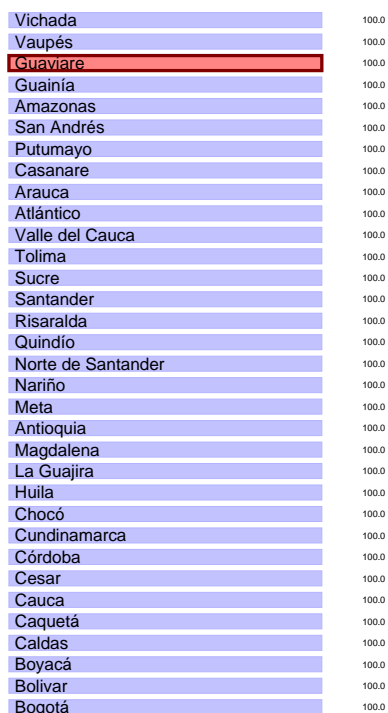 Vichada 100.0
Vaupés 100.0
Guaviare 100.0
Guainía 100.0
Amazonas 100.0
San Andrés 100.0
Putumayo 100.0
Casanare 100.0
Arauca 100.0
Atlántico 100.0
Valle del Cauca 100.0
Tolima 100.0
Sucre 100.0
Santander 100.0
Risaralda 100.0
Quindío 100.0
Norte de Santander 100.0
Nariño 100.0
Meta 100.0
Antioquia 100.0
Magdalena 100.0
La Guajira 100.0
Huila 100.0
Chocó 100.0
Cundinamarca 100.0
Córdoba 100.0
Cesar 100.0
Cauca 100.0
Caquetá 100.0
Caldas 100.0
Boyacá 100.0
Bolivar 100.0
Bogotá 100.0